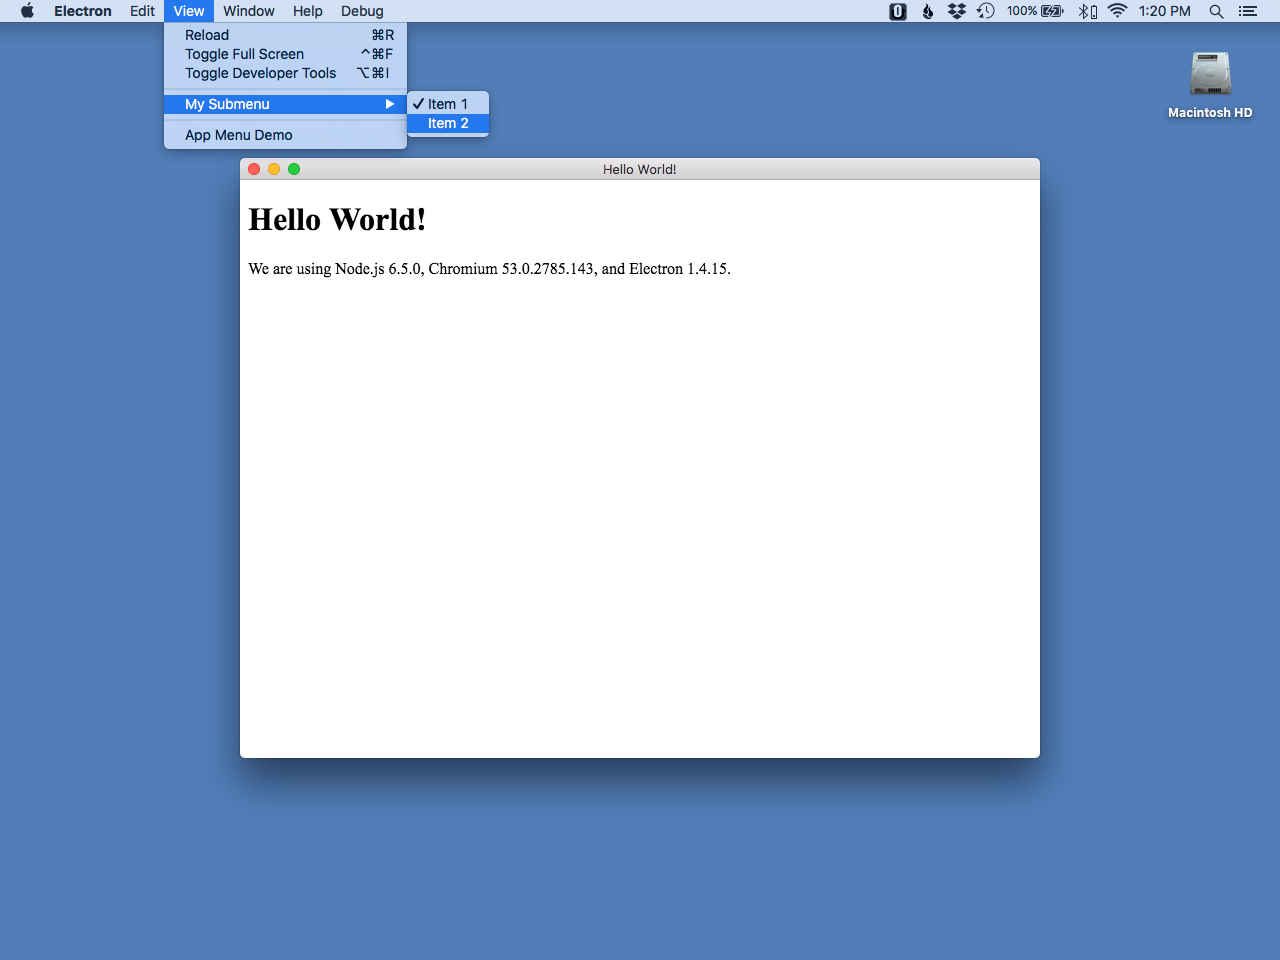 Electron Edit View Window Help Debug 100% 1:20 PM
Reload ⌘R
Toggle Full Screen ^⌘F
Toggle Developer Tools ⌥⌘I
My Submenu
✓ Item 1
Item 2
App Menu Demo
Macintosh HD
Hello World!
Hello World!
We are using Node.js 6.5.0, Chromium 53.0.2785.143, and Electron 1.4.15.